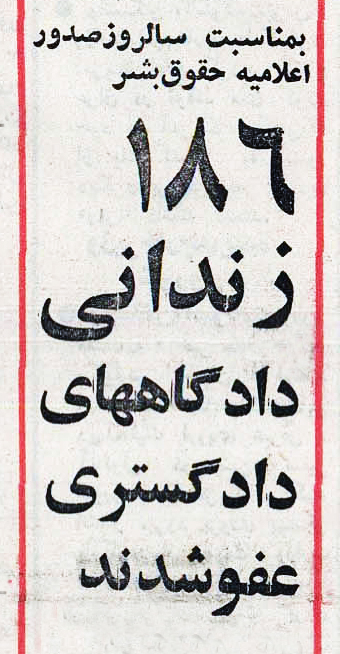 بمناسبت سالروز صدور
اعلامیه حقوق بشر
۱۸۶
زندانی
دادگاههای
دادگستری
عفو شدند